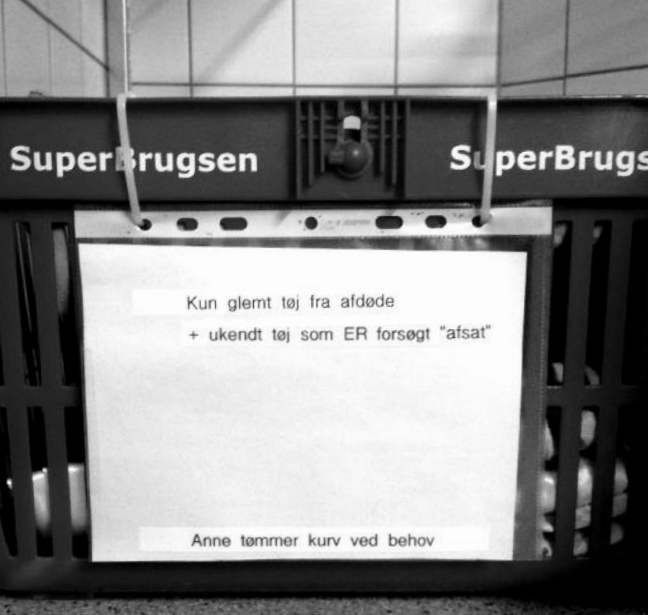 SuperBrugsen
SuperBrugs
Kun glemt tøj fra afdøde
+ ukendt tøj som ER forsøgt "afsat"
Anne tømmer kurv ved behov